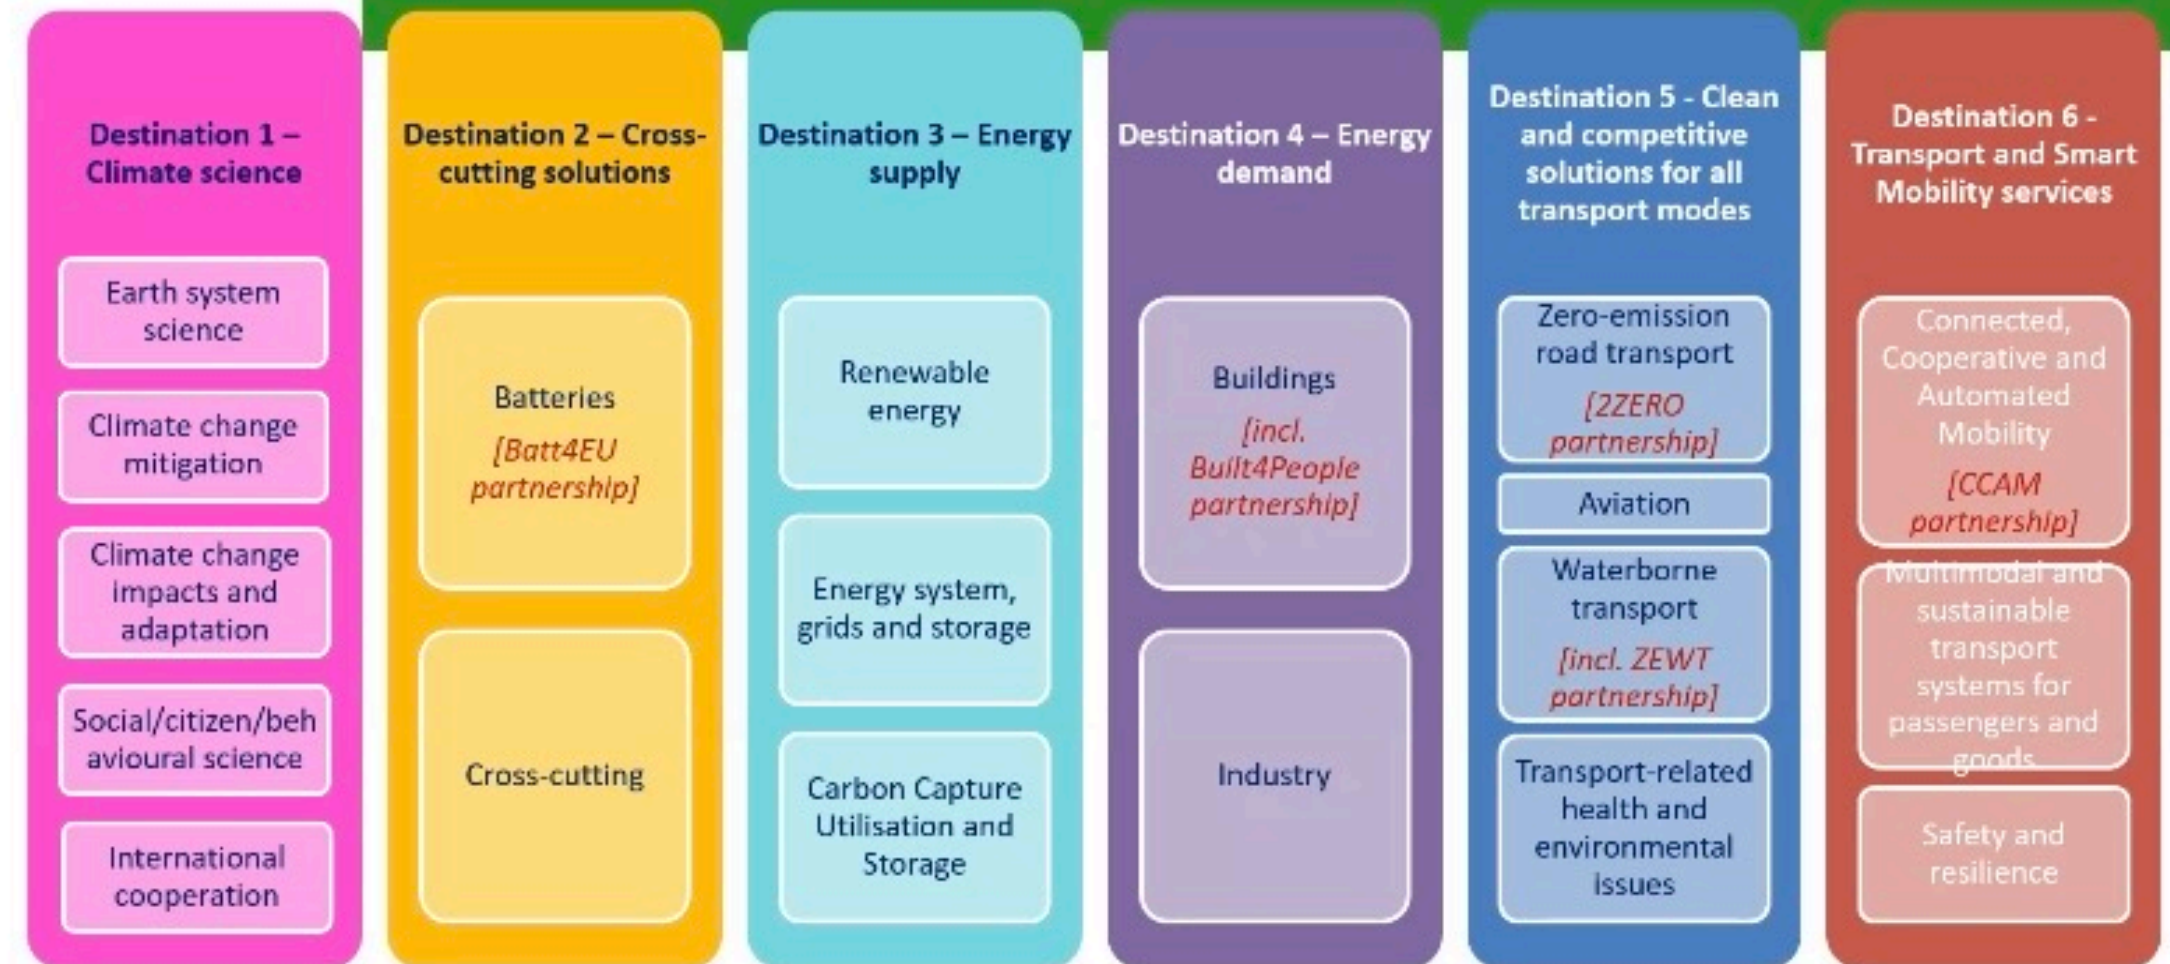 Destination 1 –
Climate science
Earth system
science
Climate change
mitigation
Climate change
impacts and
adaptation
Social/citizen/beh
avioural science
International
cooperation
Destination 2 – Cross-
cutting solutions
Batteries
[Batt4EU
partnership]
Cross-cutting
Destination 3 – Energy
supply
Renewable
energy
Energy system,
grids and storage
Carbon Capture
Utilisation and
Storage
Destination 4 – Energy
demand
Buildings
[incl.
Built4People
partnership]
Industry
Destination 5 - Clean
and competitive
solutions for all
transport modes
Zero-emission
road transport
[2ZERO
partnership]
Aviation
Waterborne
transport
[incl. ZEWT
partnership]
Transport-related
health and
environmental
issues
Destination 6 -
Transport and Smart
Mobility services
Connected,
Cooperative and
Automated
Mobility
[CCAM
partnership]
Multimodal and
sustainable
transport
systems for
passengers and
goods
Safety and
resilience